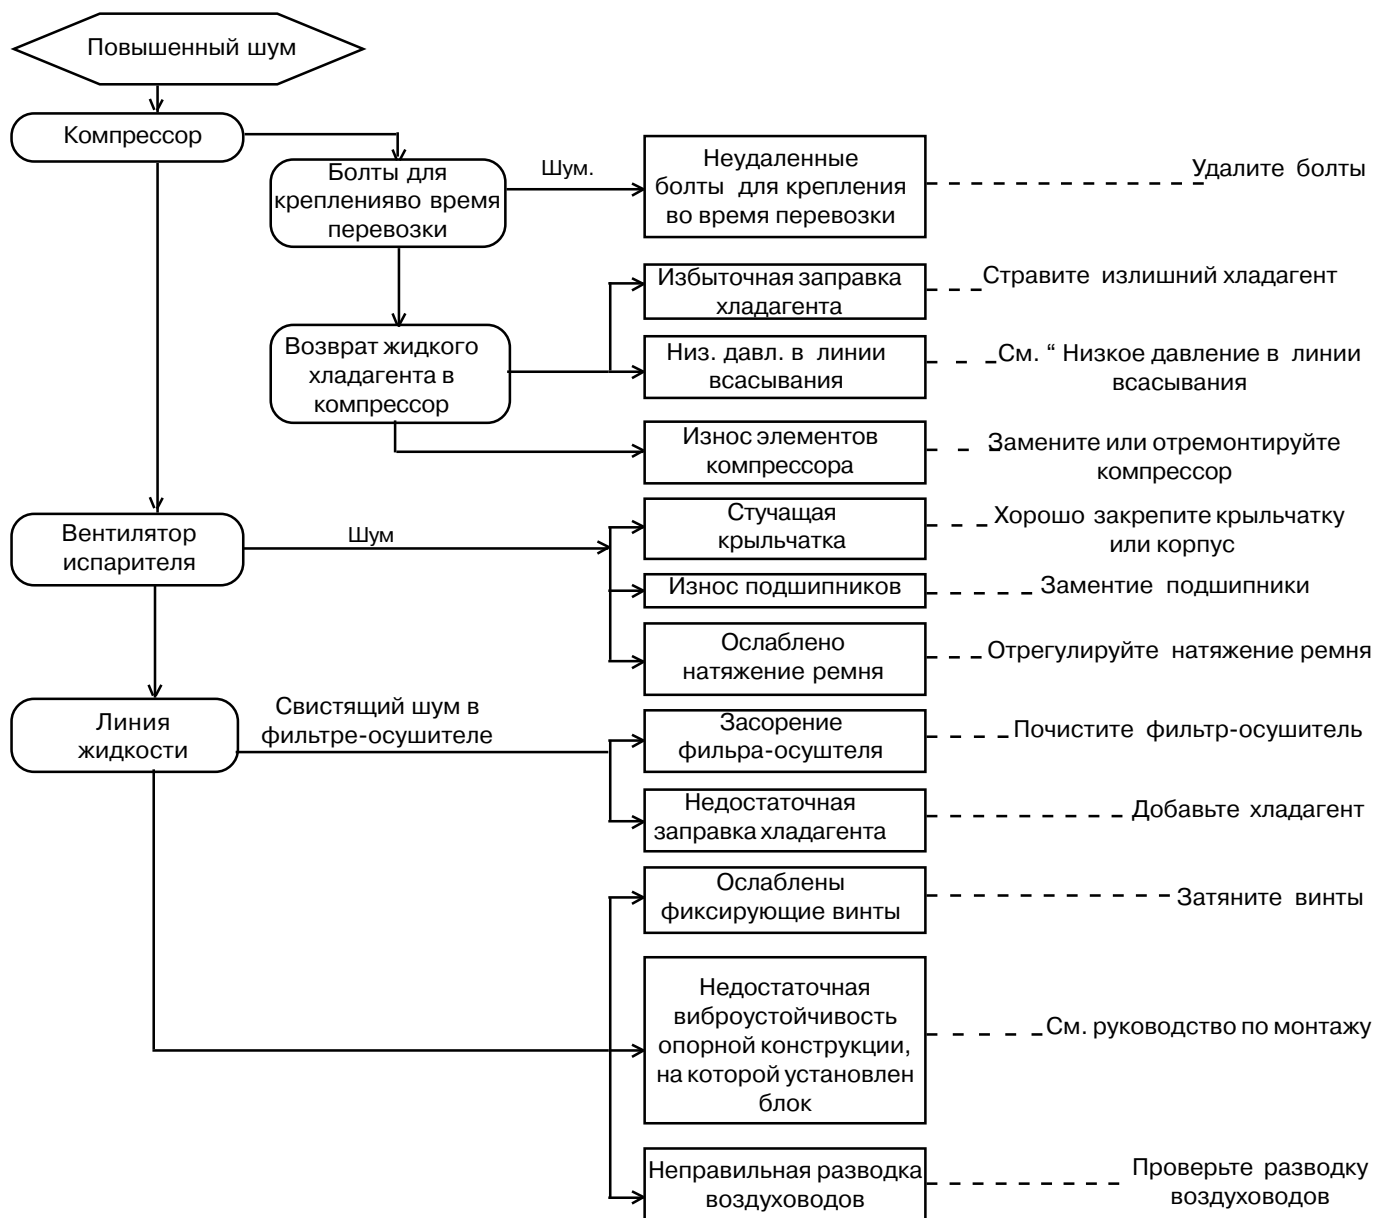 Повышенный шум
Компрессор
Болты для
крепленияво время
перевозки
Шум.
Неудаленные
болты для крепления
во время перевозки
Удалите болты
Избыточная заправка
хладагента
Стравите излишний хладагент
Возврат жидкого
хладагента в
компрессор
Низ. давл. в линии
всасывания
См. “ Низкое давление в линии
всасывания
Износ элементов
компрессора
Замените или отремонтируйте
компрессор
Вентилятор
испарителя
Шум
Стучащая
крыльчатка
Хорошо закрепите крыльчатку
или корпус
Износ подшипников
Заментие подшипники
Ослаблено
натяжение ремня
Отрегулируйте натяжение ремня
Линия
жидкости
Свистящий шум в
фильтре-осушителе
Засорение
фильра-осуштеля
Почистите фильтр-осушитель
Недостаточная
заправка хладагента
Добавьте хладагент
Ослаблены
фиксирующие винты
Затяните винты
Недостаточная
виброустойчивость
опорной конструкции,
на которой установлен
блок
См. руководство по монтажу
Неправильная разводка
воздуховодов
Проверьте разводку
воздуховодов